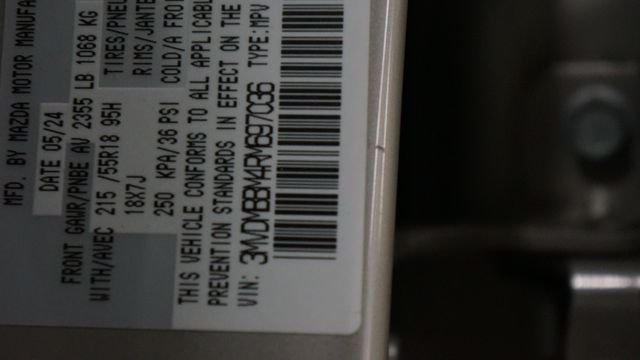 MFD. BY MAZDA MOTOR MANUFA
DATE 05/24
FRONT GAWR/PNBE AV 2355 LB 1068 KG
WITH/AVEC 215 /55R18 95H TIRES/PNEU
18X7J RIMS/JANTE
250 KPA/36 PSI COLD/A FROI
THIS VEHICLE CONFORMS TO ALL APPLICABL
PREVENTION STANDARDS IN EFFECT ON THE
VIN: 3MVDMBBM4RM697036 TYPE:MPV